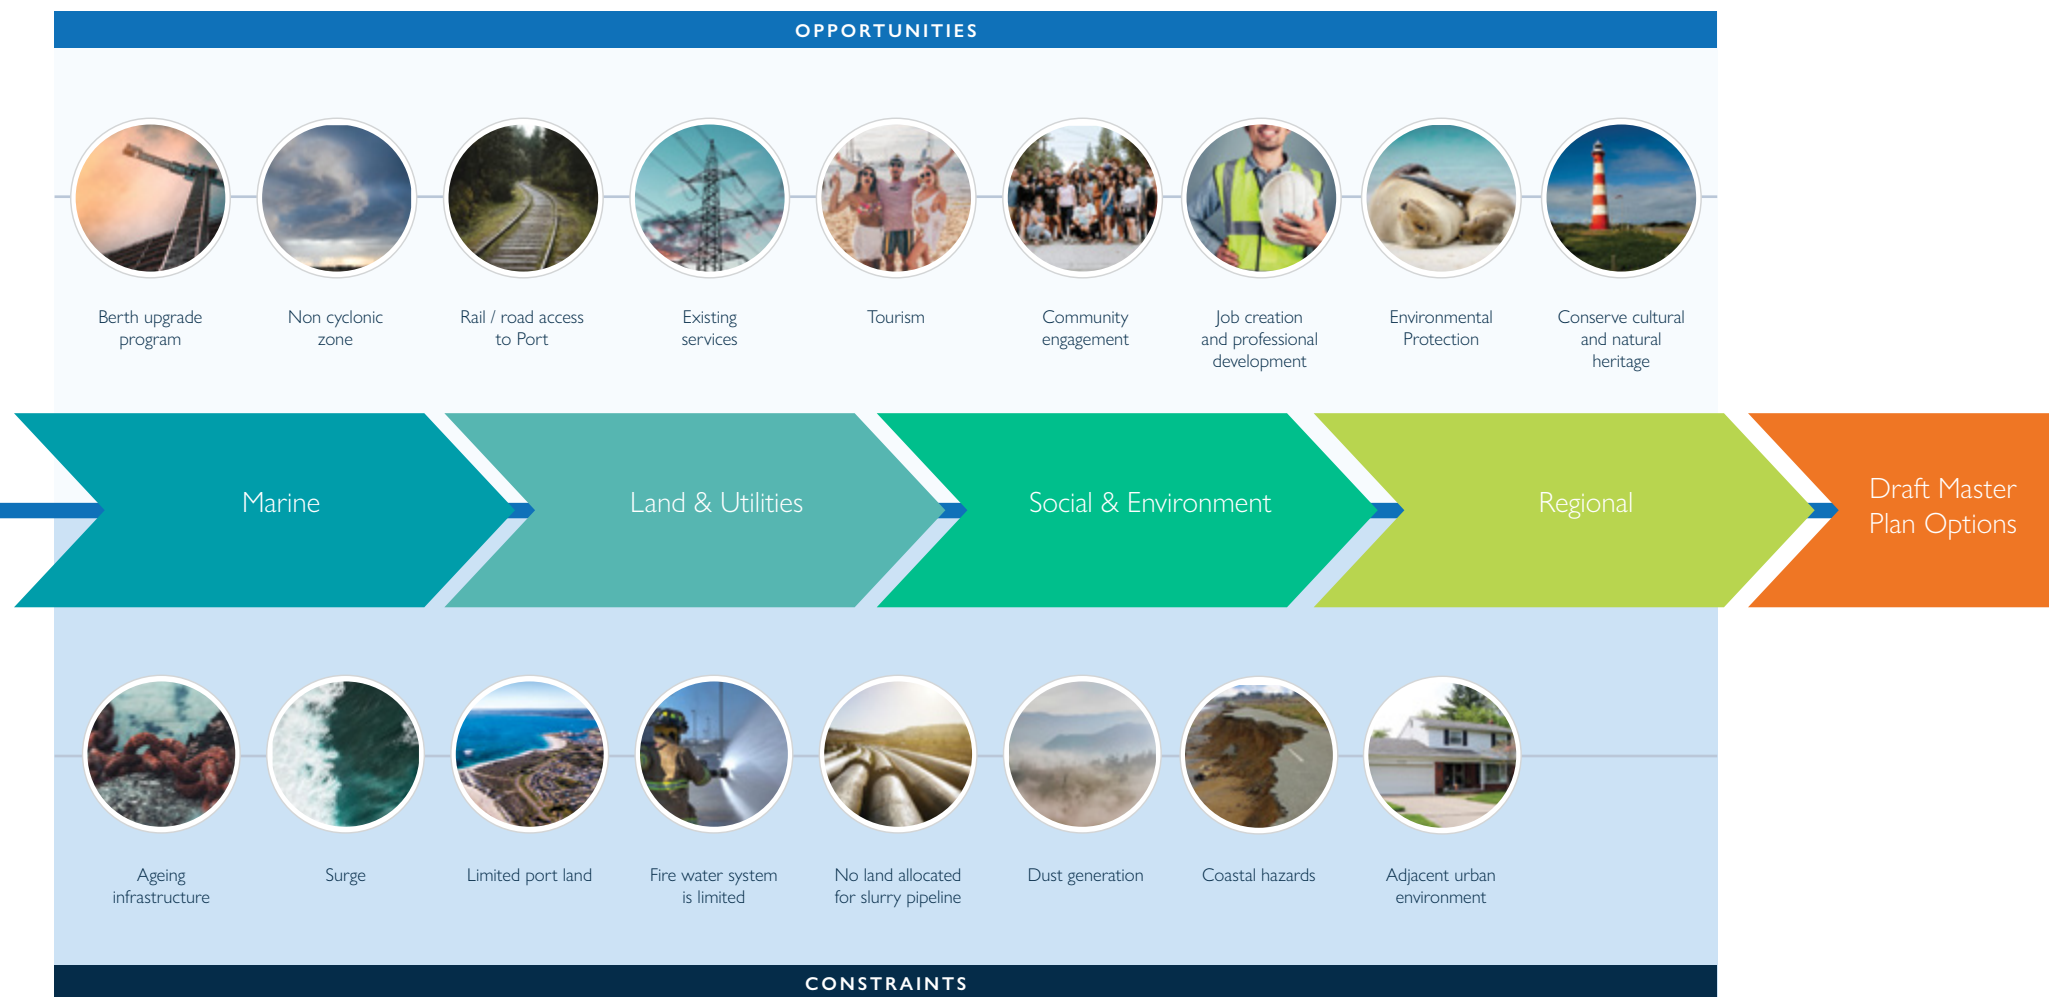 OPPORTUNITIES
Berth upgrade
program
Non cyclonic
zone
Rail / road access
to Port
Existing
services
Tourism
Community
engagement
Job creation
and professional
development
Environmental
Protection
Conserve cultural
and natural
heritage
Marine
Land & Utilities
Social & Environment
Regional
Draft Master
Plan Options
Ageing
infrastructure
Surge
Limited port land
Fire water system
is limited
No land allocated
for slurry pipeline
Dust generation
Coastal hazards
Adjacent urban
environment
CONSTRAINTS